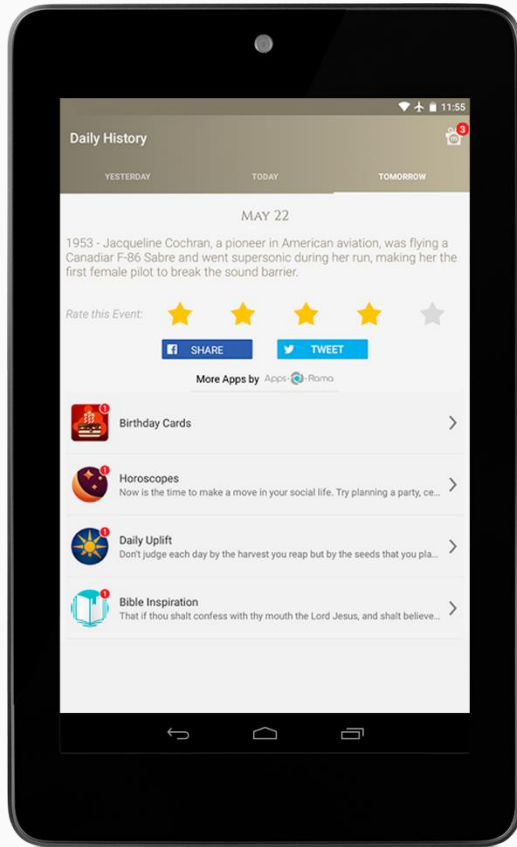 11:55
Daily History
3
YESTERDAY TODAY TOMORROW
MAY 22
1953 - Jacqueline Cochran, a pioneer in American aviation, was flying a
Canadiar F-86 Sabre and went supersonic during her run, making her the
first female pilot to break the sound barrier.
Rate this Event:
SHARE TWEET
More Apps by Apps-O-Rama
1
Birthday Cards
1
Horoscopes
Now is the time to make a move in your social life. Try planning a party, ce...
1
Daily Uplift
Don't judge each day by the harvest you reap but by the seeds that you pla...
1
Bible Inspiration
That if thou shalt confess with thy mouth the Lord Jesus, and shalt believe...